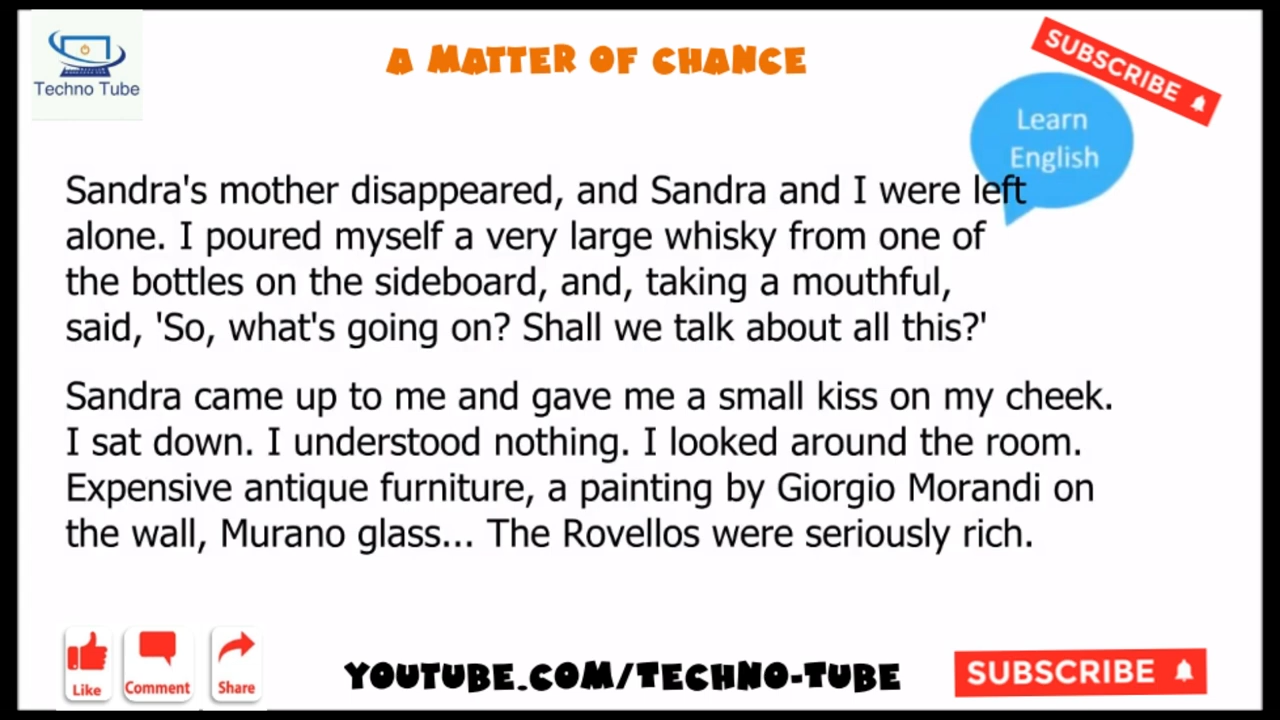 Techno Tube
A MATTER OF CHANCE
SUBSCRIBE
Learn
English
Sandra's mother disappeared, and Sandra and I were left
alone. I poured myself a very large whisky from one of
the bottles on the sideboard, and, taking a mouthful,
said, 'So, what's going on? Shall we talk about all this?'
Sandra came up to me and gave me a small kiss on my cheek.
I sat down. I understood nothing. I looked around the room.
Expensive antique furniture, a painting by Giorgio Morandi on
the wall, Murano glass... The Rovellos were seriously rich.
Like
Comment
Share
YOUTUBE.COM/TECHNO-TUBE
SUBSCRIBE